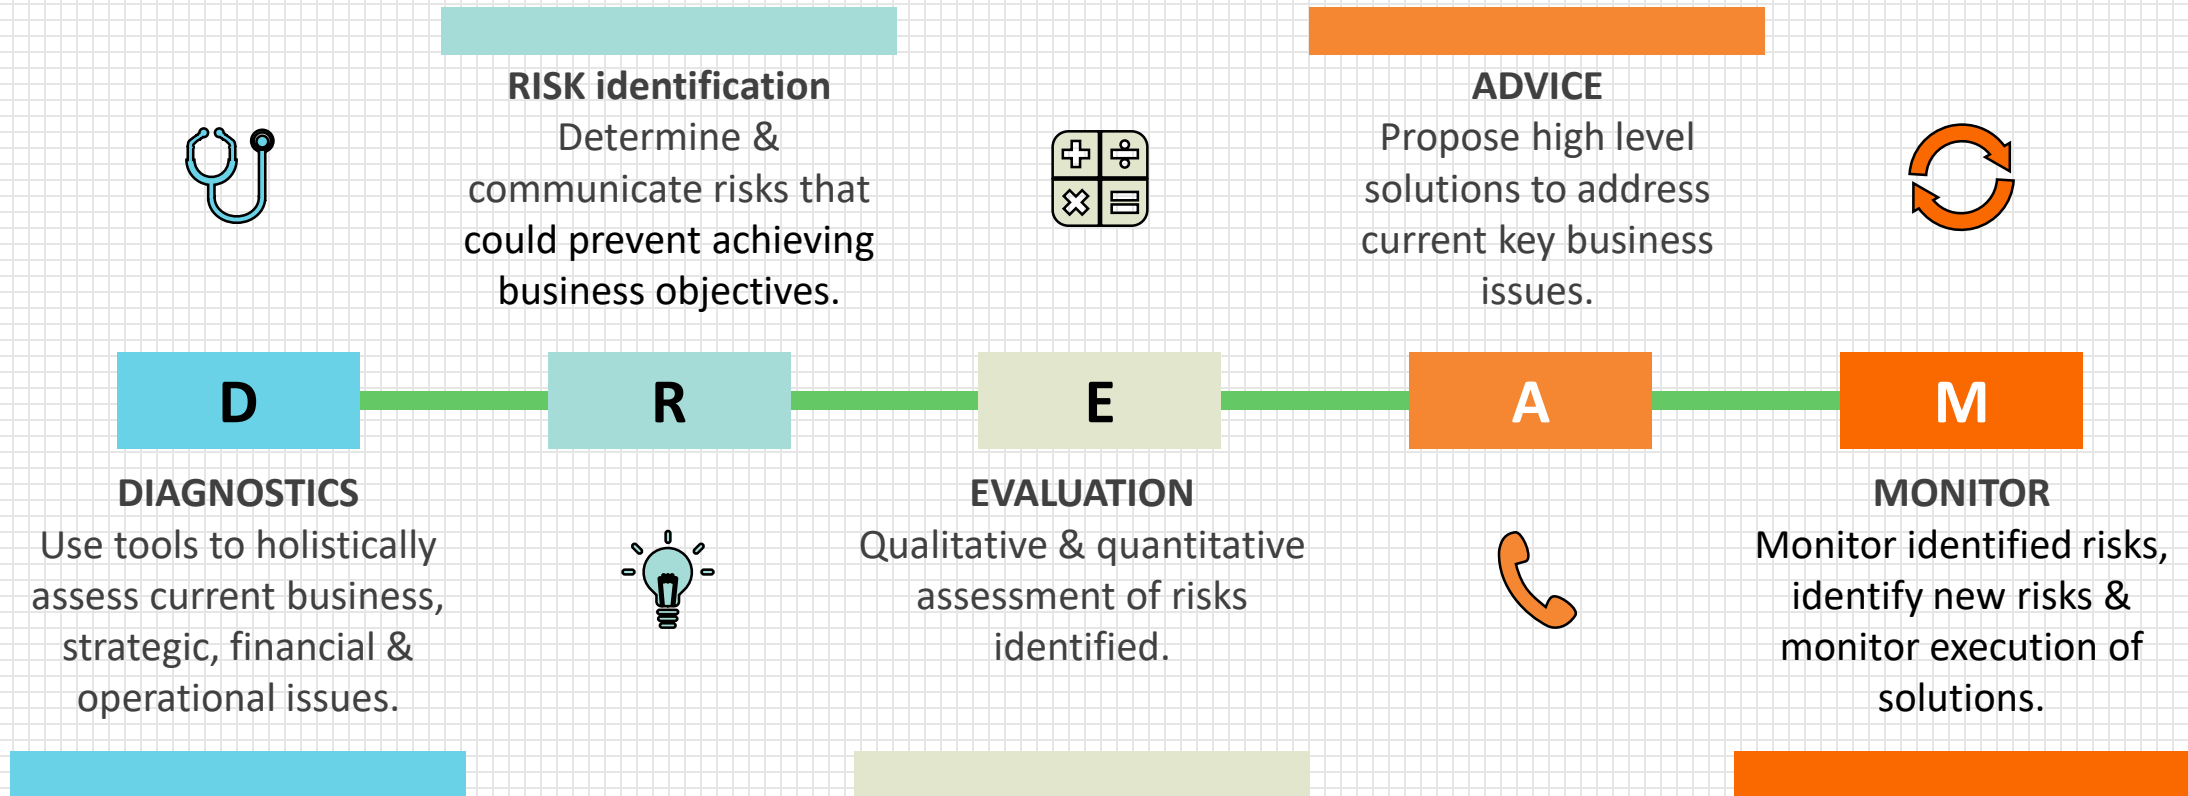 RISK identification
Determine &
communicate risks that
could prevent achieving
business objectives.
ADVICE
Propose high level
solutions to address
current key business
issues.
D
R
E
A
M
DIAGNOSTICS
Use tools to holistically
assess current business,
strategic, financial &
operational issues.
EVALUATION
Qualitative & quantitative
assessment of risks
identified.
MONITOR
Monitor identified risks,
identify new risks &
monitor execution of
solutions.